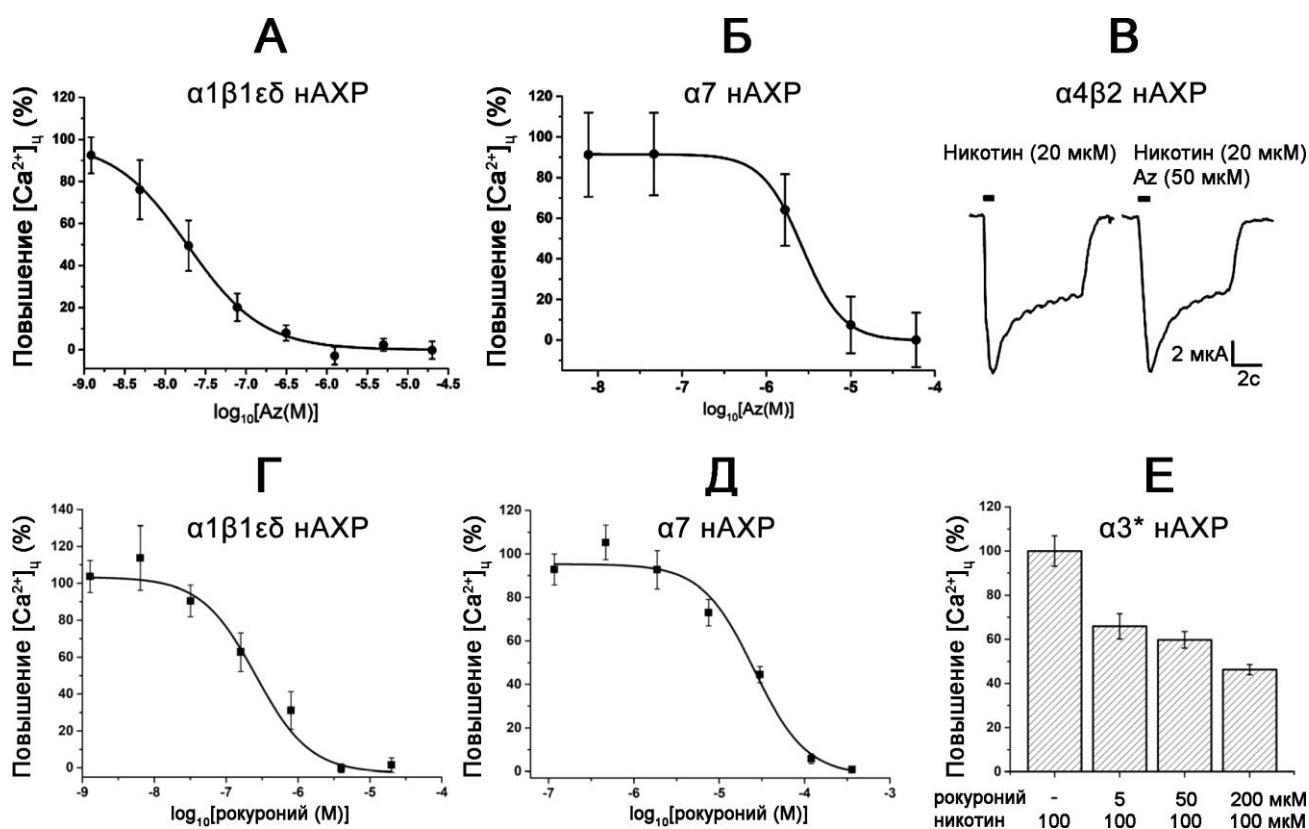 А
α1β1εδ нАХР
Повышение [Ca²⁺]ц (%)
120
100
80
60
40
20
0
-9.0 -8.5 -8.0 -7.5 -7.0 -6.5 -6.0 -5.5 -5.0 -4.5
log₁₀[Az(M)]
Б
α7 нАХР
Повышение [Ca²⁺]ц (%)
120
100
80
60
40
20
0
-8 -7 -6 -5 -4
log₁₀[Az(M)]
В
α4β2 нАХР
Никотин (20 мкМ) Никотин (20 мкМ)
Az (50 мкМ)
2 мкА
2с
Г
α1β1εδ нАХР
Повышение [Ca²⁺]ц (%)
140
120
100
80
60
40
20
0
-9 -8 -7 -6 -5 -4
log₁₀[рокуроний (М)]
Д
α7 нАХР
Повышение [Ca²⁺]ц (%)
120
100
80
60
40
20
0
-7 -6 -5 -4 -3
log₁₀[рокуроний (М)]
Е
α3* нАХР
Повышение [Ca²⁺]ц (%)
120
100
80
60
40
20
0
рокуроний - 5 50 200 мкМ
никотин 100 100 100 100 мкМ